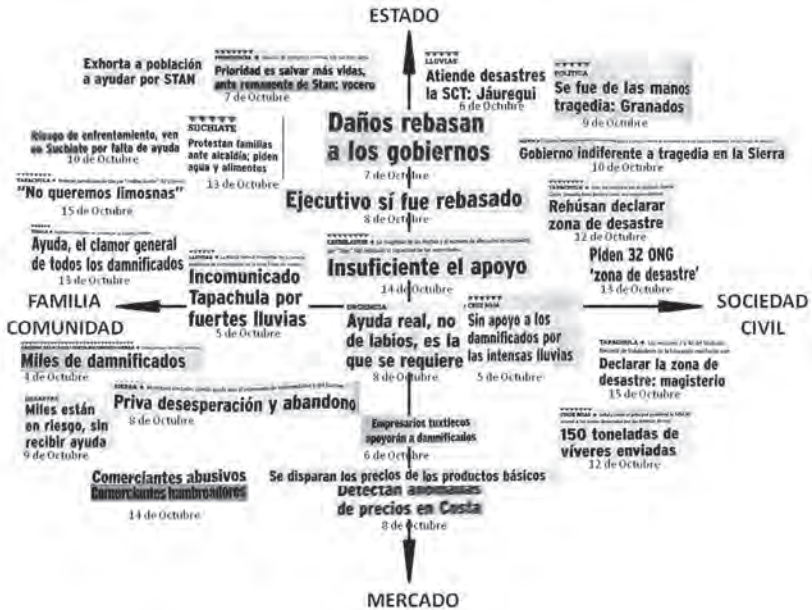 ESTADO
Exhorta a población
a ayudar por STAN
Prioridad es salvar más vidas,
ante remanente de Stan: vocero
7 de Octubre
LLUVIAS
Atiende desastres
la SCT: Jáuregui
6 de Octubre
POLITICA
Se fue de las manos
tragedia: Granados
9 de Octubre
Riesgo de enfrentamiento, ven
en Suchiate por falta de ayuda
10 de Octubre
SUCHIATE
Protestan familias
ante alcaldía; piden
agua y alimentos
13 de Octubre
Daños rebasan
a los gobiernos
7 de Octubre
Gobierno indiferente a tragedia en la Sierra
10 de Octubre
TAPACHULA
"No queremos limosnas"
15 de Octubre
Ejecutivo sí fue rebasado
8 de Octubre
TAPACHULA
Rehúsan declarar
zona de desastre
12 de Octubre
Ayuda, el clamor general
de todos los damnificados
13 de Octubre
Insuficiente el apoyo
14 de Octubre
Piden 32 ONG
'zona de desastre'
13 de Octubre
LLUVIAS
Incomunicado
Tapachula por
fuertes lluvias
5 de Octubre
FAMILIA
COMUNIDAD
SOCIEDAD
CIVIL
URGENCIA
Ayuda real, no
de labios, es la
que se requiere
8 de Octubre
Sin apoyo a los
damnificados por
las intensas lluvias
5 de Octubre
Miles de damnificados
4 de Octubre
TAPACHULA
Declarar la zona de
desastre: magisterio
15 de Octubre
DESASTRE
Miles están
en riesgo, sin
recibir ayuda
9 de Octubre
SIERRA
Priva desesperación y abandono
8 de Octubre
Empresarios tuxtlecos
apoyarán a damnificados
6 de Octubre
CRUZ ROJA
150 toneladas de
víveres enviadas
12 de Octubre
Comerciantes abusivos
Comerciantes hambreadores
14 de Octubre
Se disparan los precios de los productos básicos
Detectan anomalías
de precios en Costa
8 de Octubre
MERCADO